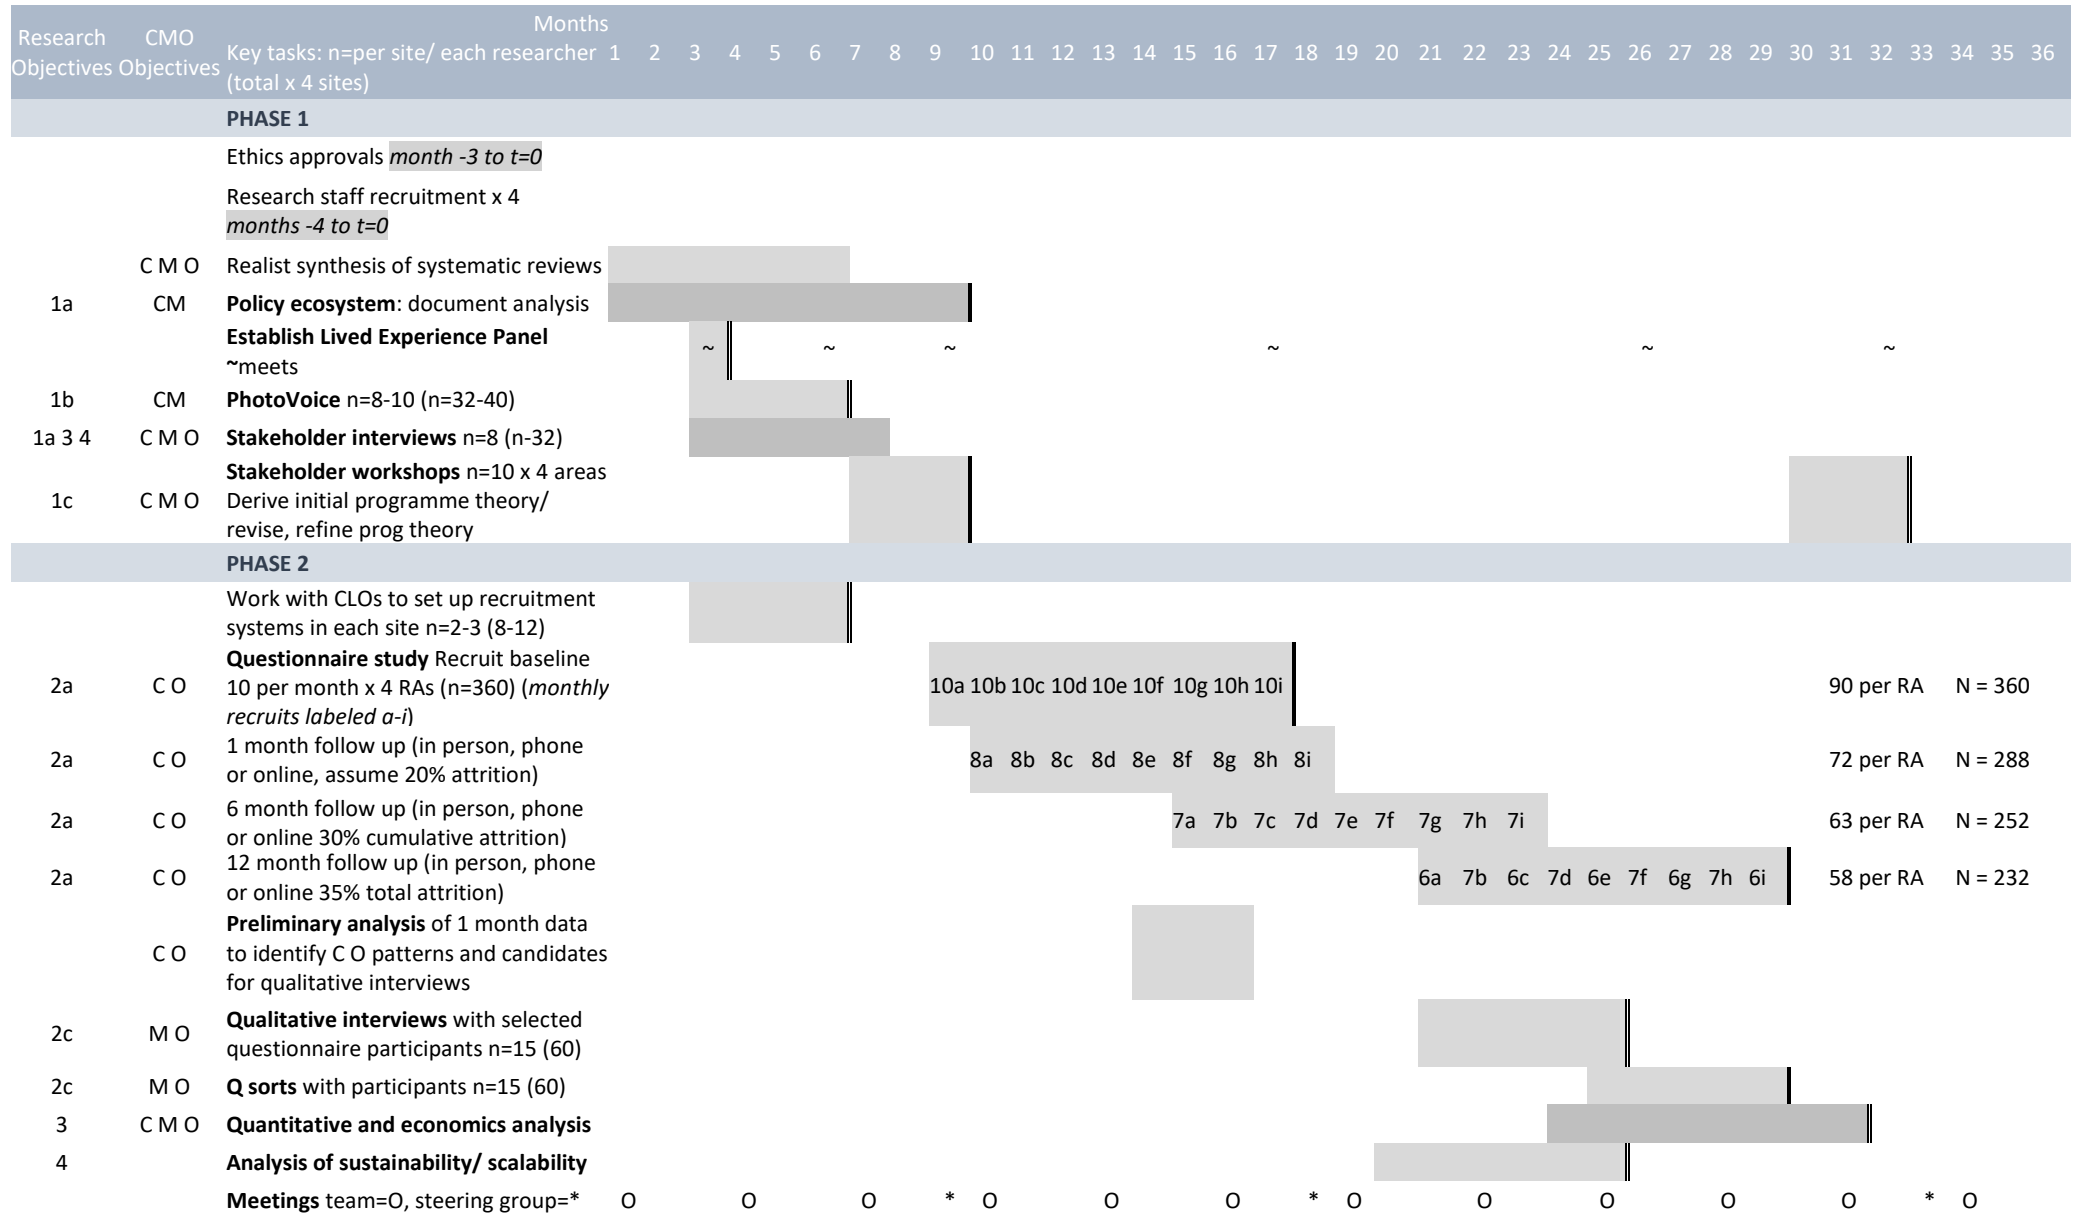 Months
Research Objectives CMO Objectives Key tasks: n=per site/ each researcher (total x 4 sites) 1 2 3 4 5 6 7 8 9 10 11 12 13 14 15 16 17 18 19 20 21 22 23 24 25 26 27 28 29 30 31 32 33 34 35 36
PHASE 1
Ethics approvals month -3 to t=0
Research staff recruitment x 4
months -4 to t=0
C M O Realist synthesis of systematic reviews
1a CM Policy ecosystem: document analysis
Establish Lived Experience Panel
~meets ~ ~ ~ ~ ~ ~
1b CM PhotoVoice n=8-10 (n=32-40)
1a 3 4 C M O Stakeholder interviews n=8 (n-32)
Stakeholder workshops n=10 x 4 areas
1c C M O Derive initial programme theory/
revise, refine prog theory
PHASE 2
Work with CLOs to set up recruitment
systems in each site n=2-3 (8-12)
Questionnaire study Recruit baseline
2a C O 10 per month x 4 RAs (n=360) (monthly 10a 10b 10c 10d 10e 10f 10g 10h 10i 90 per RA N = 360
recruits labeled a-i)
1 month follow up (in person, phone
2a C O or online, assume 20% attrition) 8a 8b 8c 8d 8e 8f 8g 8h 8i 72 per RA N = 288
6 month follow up (in person, phone
2a C O or online 30% cumulative attrition) 7a 7b 7c 7d 7e 7f 7g 7h 7i 63 per RA N = 252
12 month follow up (in person, phone
2a C O or online 35% total attrition) 6a 7b 6c 7d 6e 7f 6g 7h 6i 58 per RA N = 232
Preliminary analysis of 1 month data
C O to identify C O patterns and candidates
for qualitative interviews
Qualitative interviews with selected
2c M O questionnaire participants n=15 (60)
2c M O Q sorts with participants n=15 (60)
3 C M O Quantitative and economics analysis
4 Analysis of sustainability/ scalability
Meetings team=O, steering group=* O O O * O O O * O O O O O * O